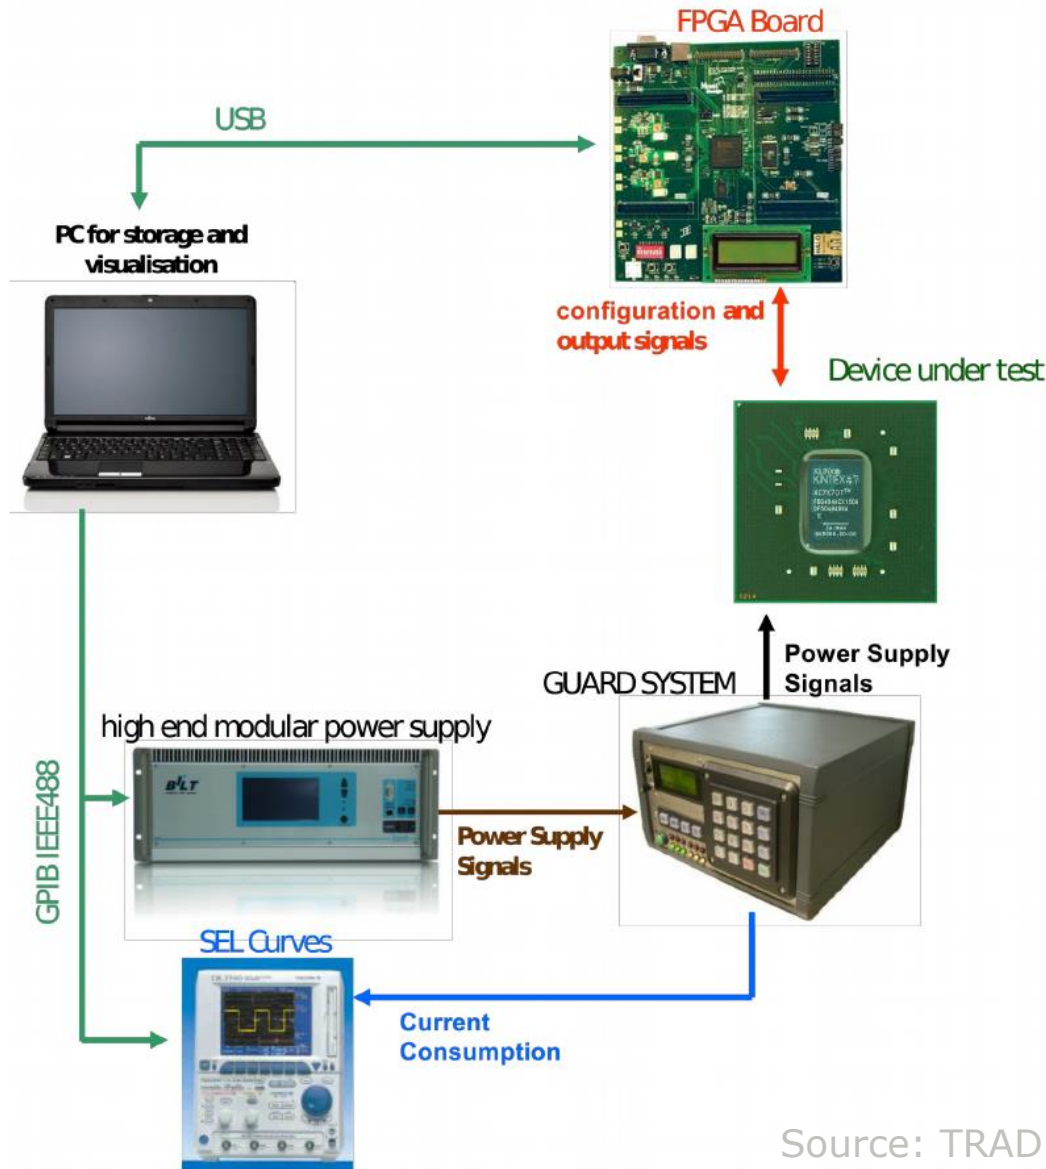 FPGA Board
USB
PC for storage and
visualisation
configuration and
output signals
Device under test
XILINX
KINTEX 7
Power Supply
Signals
GUARD SYSTEM
high end modular power supply
BILT
GPIB IEEE488
Power Supply
Signals
SEL Curves
Current
Consumption
Source: TRAD